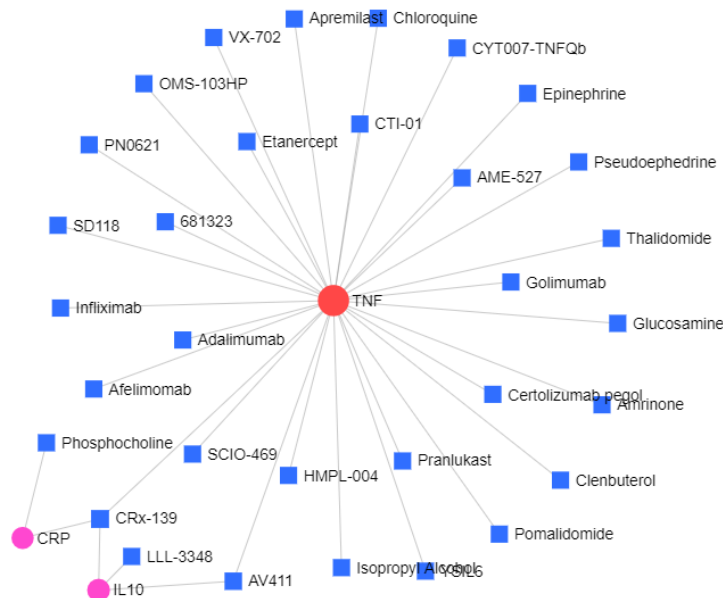 Apremilast
Chloroquine
VX-702
CYT007-TNFQb
OMS-103HP
Epinephrine
CTI-01
Etanercept
PN0621
Pseudoephedrine
AME-527
681323
SD118
Thalidomide
Golimumab
TNF
Infliximab
Glucosamine
Adalimumab
Afelimomab
Certolizumab pegol
Amrinone
Phosphocholine
SCIO-469
Pranlukast
HMPL-004
Clenbuterol
CRx-139
Pomalidomide
CRP
LLL-3348
Isopropyl Alcohol
YSIL6
AV411
IL10